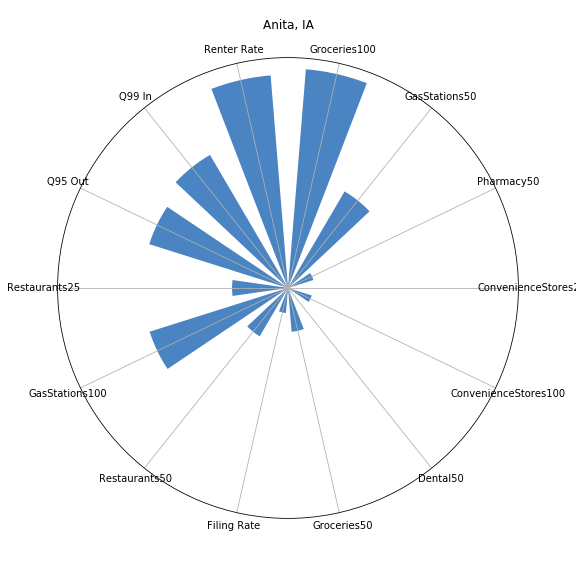 Anita, IA
Renter Rate
Groceries100
Q99 In
GasStations50
Q95 Out
Pharmacy50
Restaurants25
ConvenienceStores2
GasStations100
ConvenienceStores100
Restaurants50
Dental50
Filing Rate
Groceries50